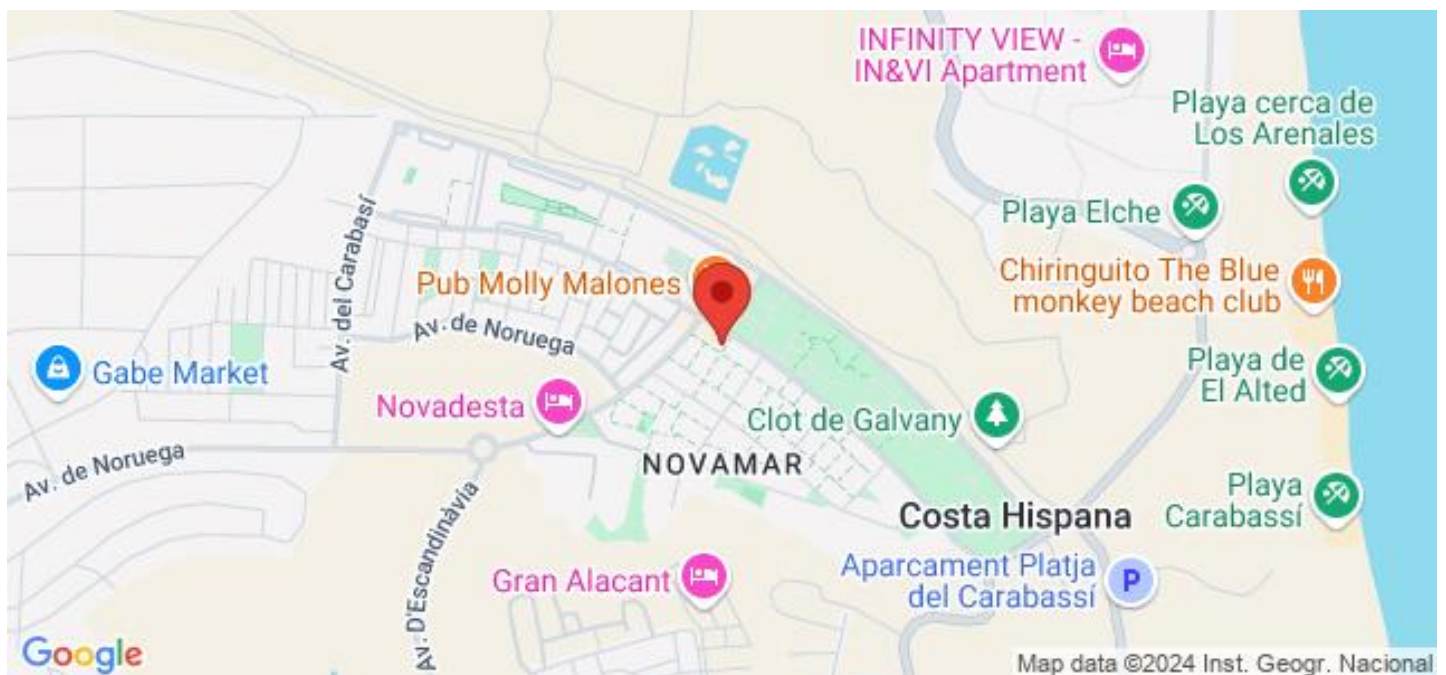 INFINITY VIEW -
IN&VI Apartment
Playa cerca de
Los Arenales
Playa Elche
Av. del Carabasí
Pub Molly Malones
Chiringuito The Blue
monkey beach club
Av. de Noruega
Gabe Market
Playa de
El Alted
Novadesta
Clot de Galvany
Av. de Noruega
NOVAMAR
Playa
Carabassí
Costa Hispana
Av. D'Escandinàvia
Gran Alacant
Aparcament Platja
del Carabassí
P
Google
Map data ©2024 Inst. Geogr. Nacional